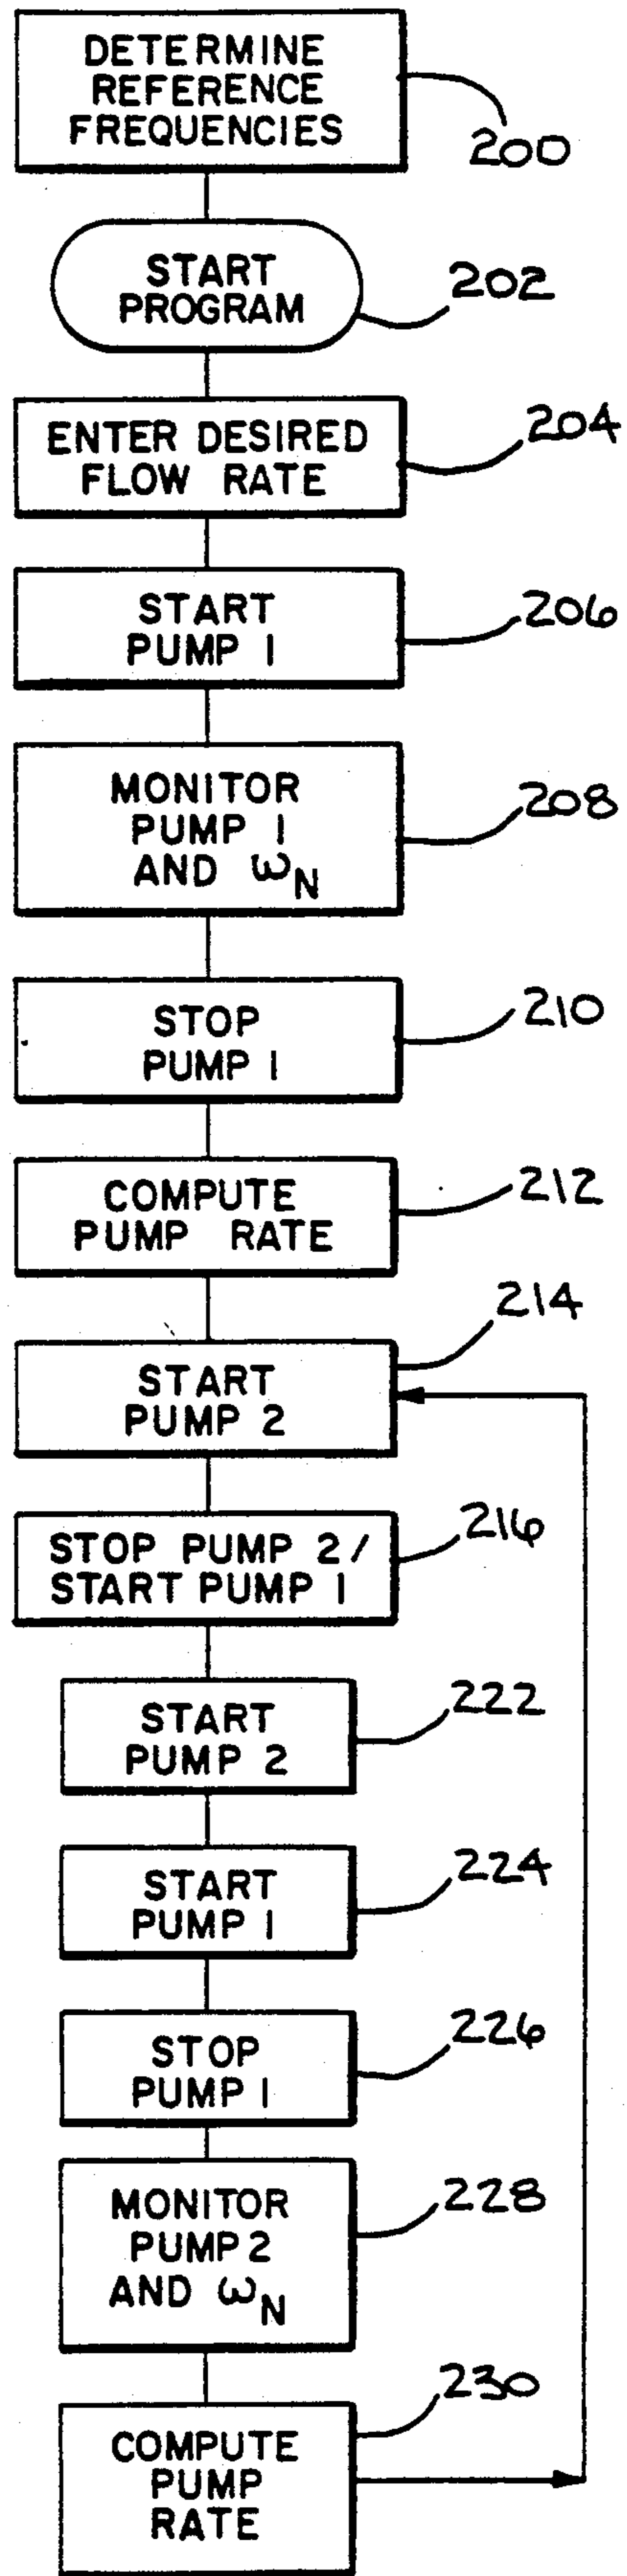 DETERMINE
REFERENCE
FREQUENCIES
200
START
PROGRAM
202
ENTER DESIRED
FLOW RATE
204
START
PUMP 1
206
MONITOR
PUMP 1
AND ωN
208
STOP
PUMP 1
210
COMPUTE
PUMP RATE
212
START
PUMP 2
214
STOP PUMP 2/
START PUMP 1
216
START
PUMP 2
222
START
PUMP 1
224
STOP
PUMP 1
226
MONITOR
PUMP 2
AND ωN
228
COMPUTE
PUMP
RATE
230